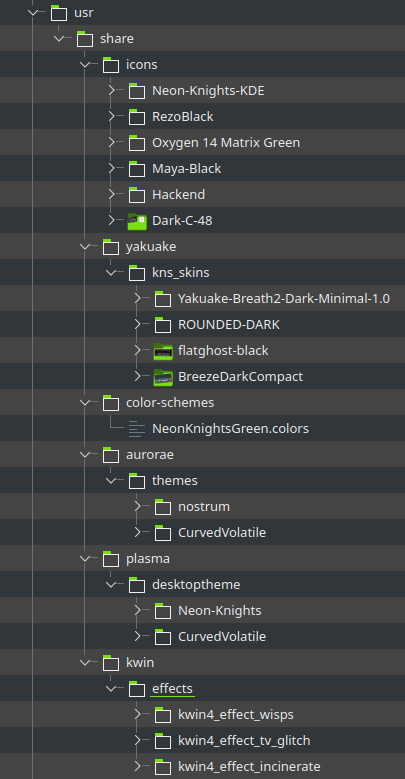 usr
share
icons
Neon-Knights-KDE
RezoBlack
Oxygen 14 Matrix Green
Maya-Black
Hackend
Dark-C-48
yakuake
kns_skins
Yakuake-Breath2-Dark-Minimal-1.0
ROUNDED-DARK
flatghost-black
BreezeDarkCompact
color-schemes
NeonKnightsGreen.colors
aurorae
themes
nostrum
CurvedVolatile
plasma
desktoptheme
Neon-Knights
CurvedVolatile
kwin
effects
kwin4_effect_wisps
kwin4_effect_tv_glitch
kwin4_effect_incinerate